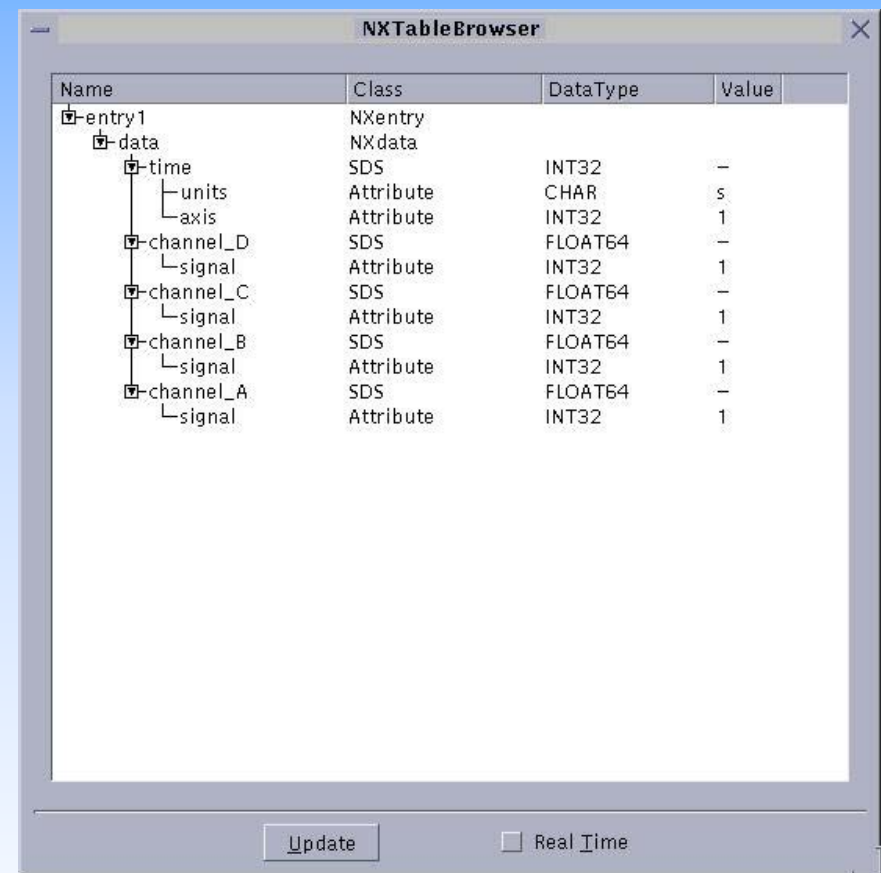 NXTableBrowser
Name Class DataType Value
entry1 NXentry
data NXdata
time SDS INT32 –
units Attribute CHAR s
axis Attribute INT32 1
channel_D SDS FLOAT64 –
signal Attribute INT32 1
channel_C SDS FLOAT64 –
signal Attribute INT32 1
channel_B SDS FLOAT64 –
signal Attribute INT32 1
channel_A SDS FLOAT64 –
signal Attribute INT32 1
Update Real Time